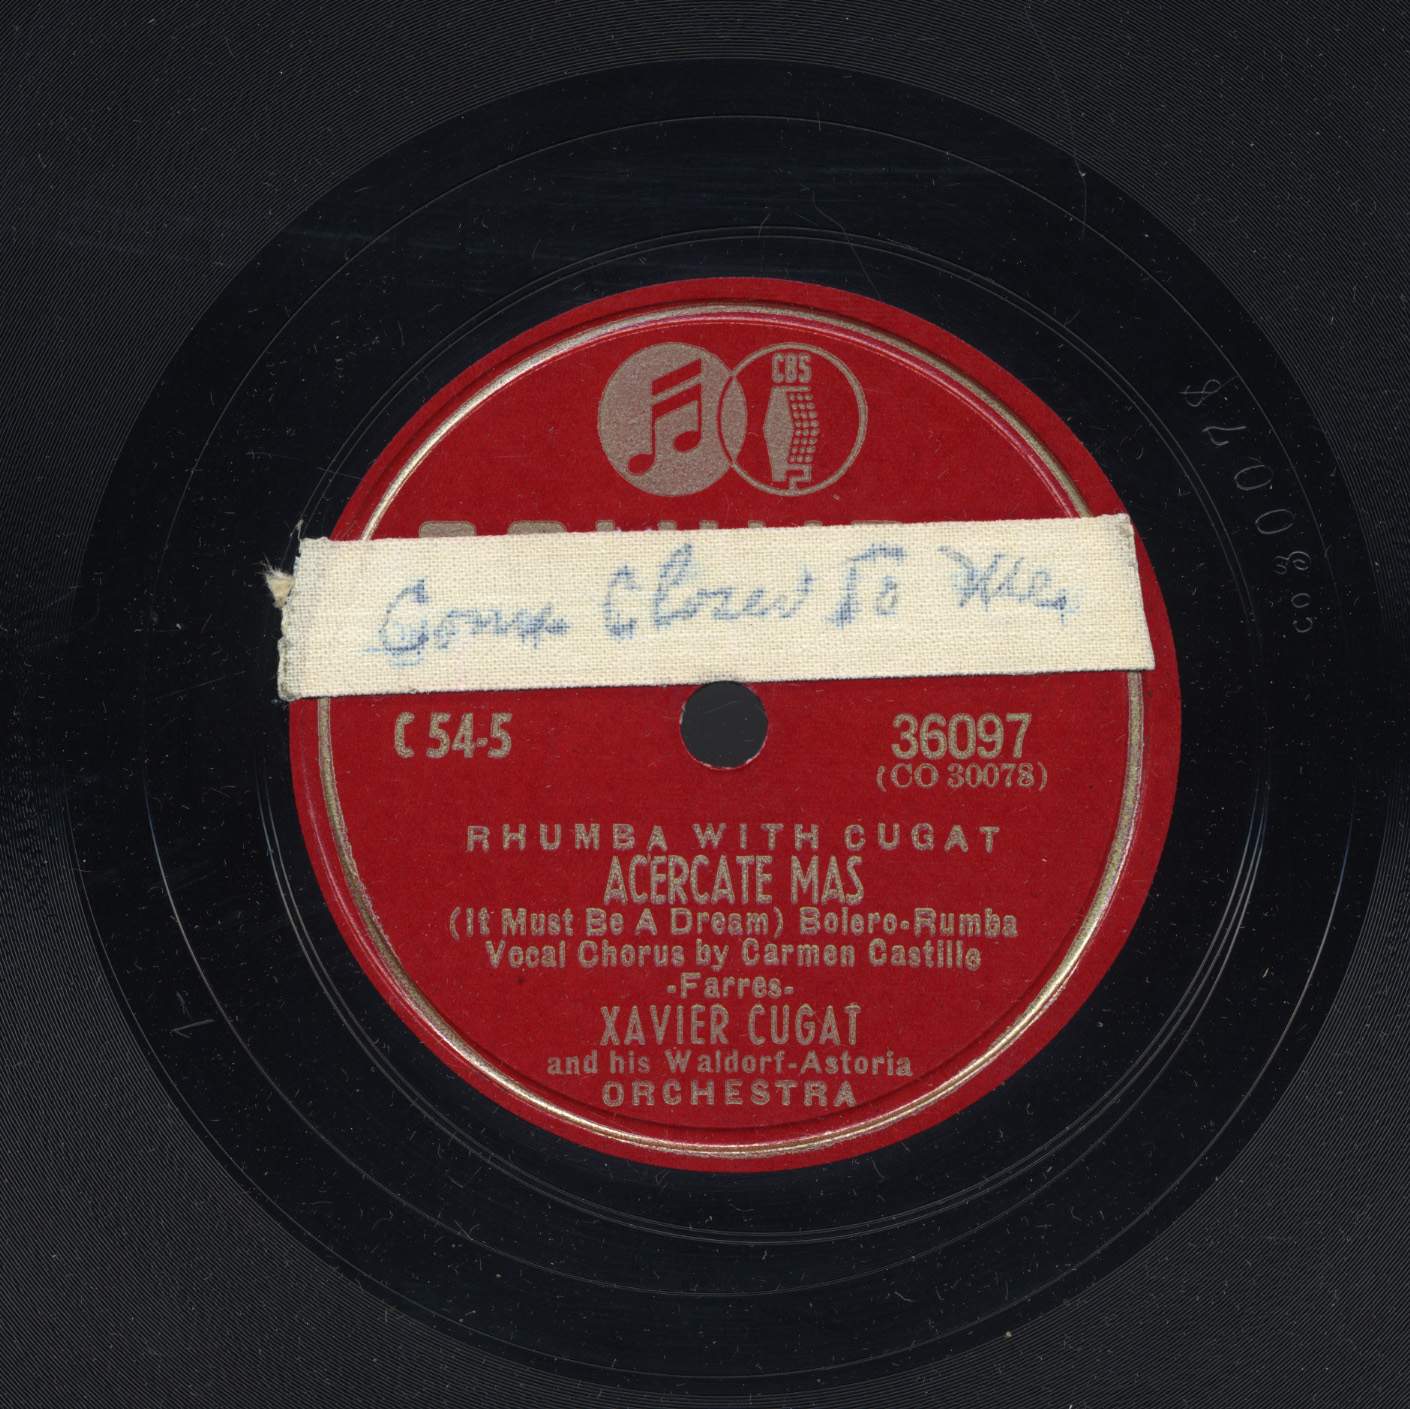 CBS
Come Closer To Me.
C 54-5
36097
(CO 30078)
RHUMBA WITH CUGAT
ACERCATE MAS
(It Must Be A Dream) Bolero-Rumba
Vocal Chorus by Carmen Castillo
-Farres-
XAVIER CUGAT
and his Waldorf-Astoria
ORCHESTRA
CO30078
1